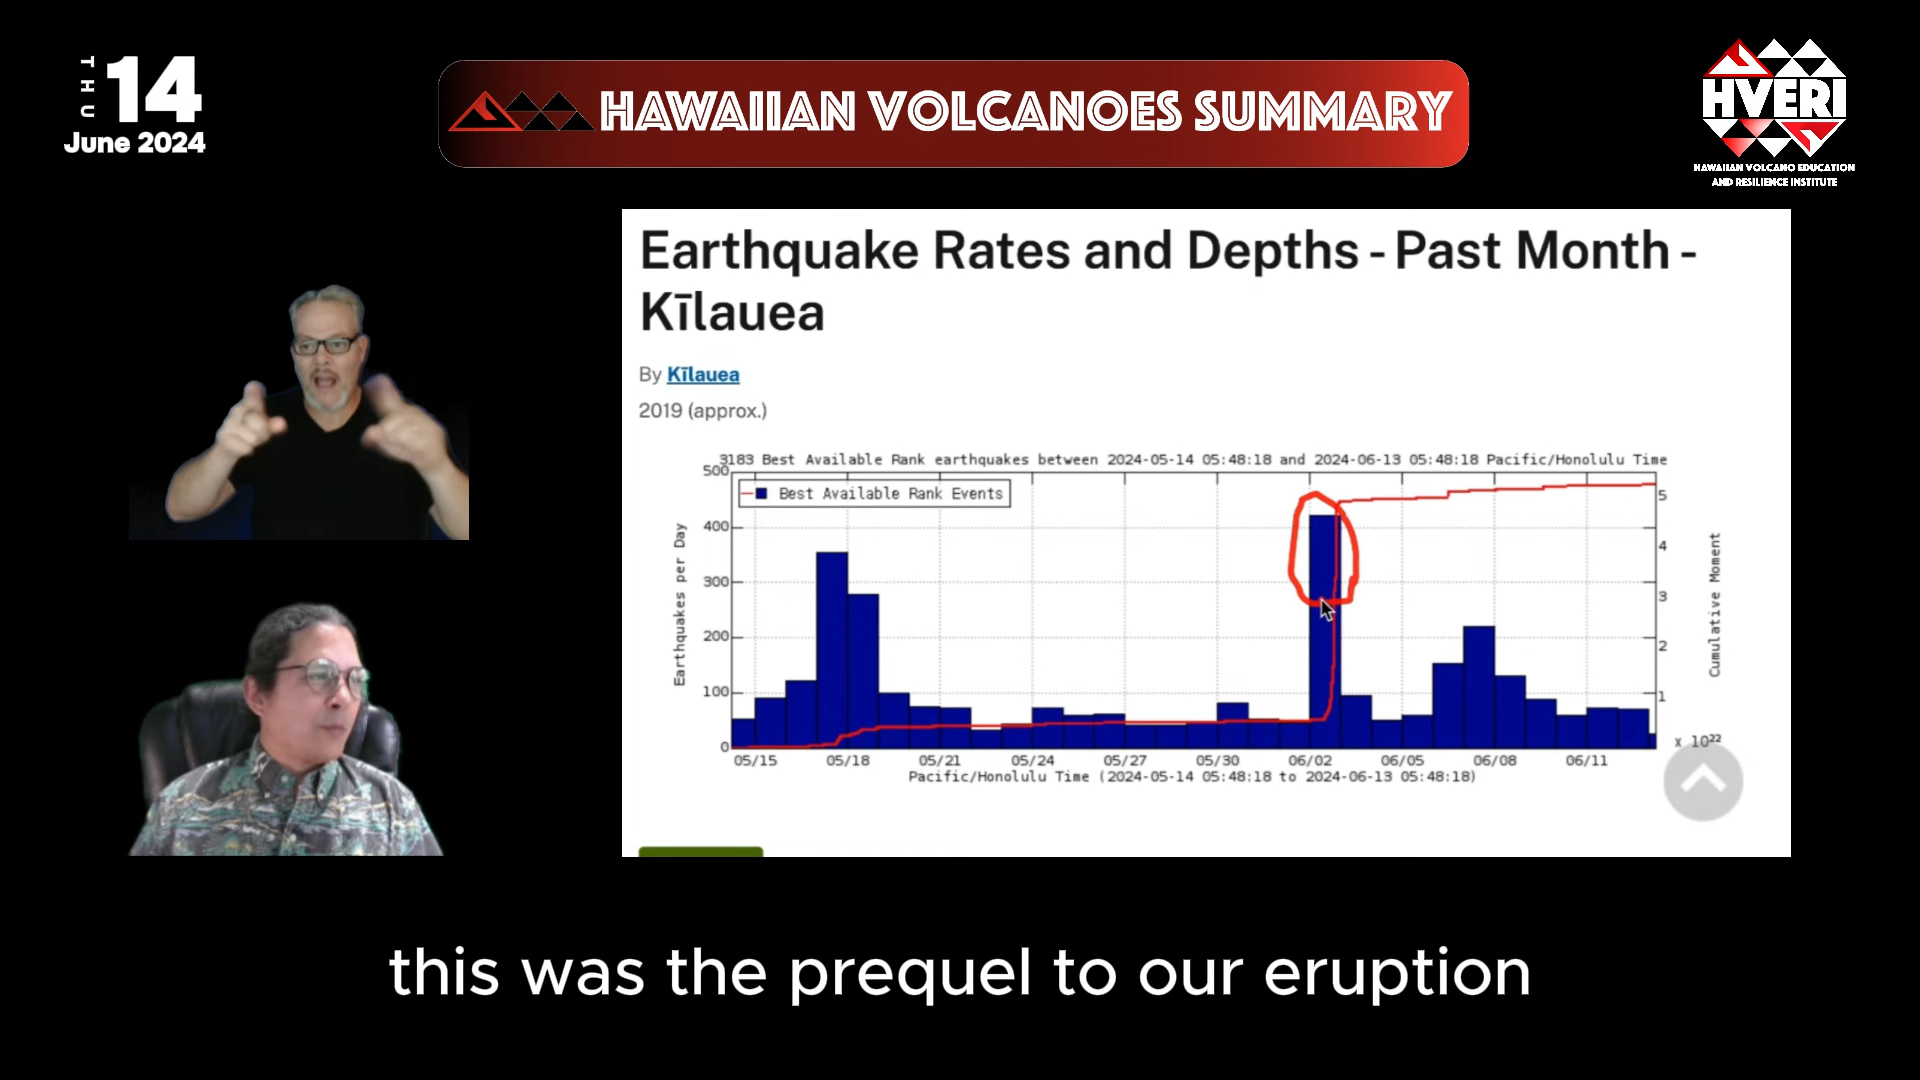 THU
14
June 2024
HAWAIIAN VOLCANOES SUMMARY
HVERI
HAWAIIAN VOLCANO EDUCATION
AND RESILIENCE INSTITUTE
Earthquake Rates and Depths - Past Month -
Kīlauea
By Kīlauea
2019 (approx.)
3183 Best Available Rank earthquakes between 2024-05-14 05:48:18 and 2024-06-13 05:48:18 Pacific/Honolulu Time
Best Available Rank Events
Earthquakes per Day
500
400
300
200
100
0
5
4
3
2
1
Cumulative Moment
x 10²²
05/15 05/18 05/21 05/24 05/27 05/30 06/02 06/05 06/08 06/11
Pacific/Honolulu Time (2024-05-14 05:48:18 to 2024-06-13 05:48:18)
this was the prequel to our eruption